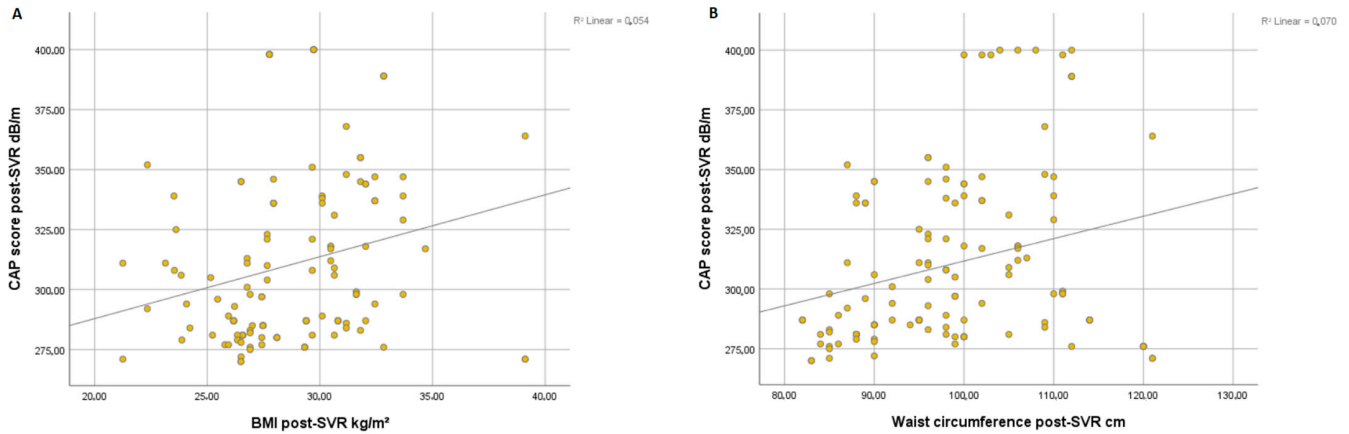 A
R² Linear = 0,054
CAP score post-SVR dB/m
400,00
375,00
350,00
325,00
300,00
275,00
20,00
25,00
30,00
35,00
40,00
BMI post-SVR kg/m²
B
R² Linear = 0,070
CAP score post-SVR dB/m
400,00
375,00
350,00
325,00
300,00
275,00
80,00
90,00
100,00
110,00
120,00
130,00
Waist circumference post-SVR cm